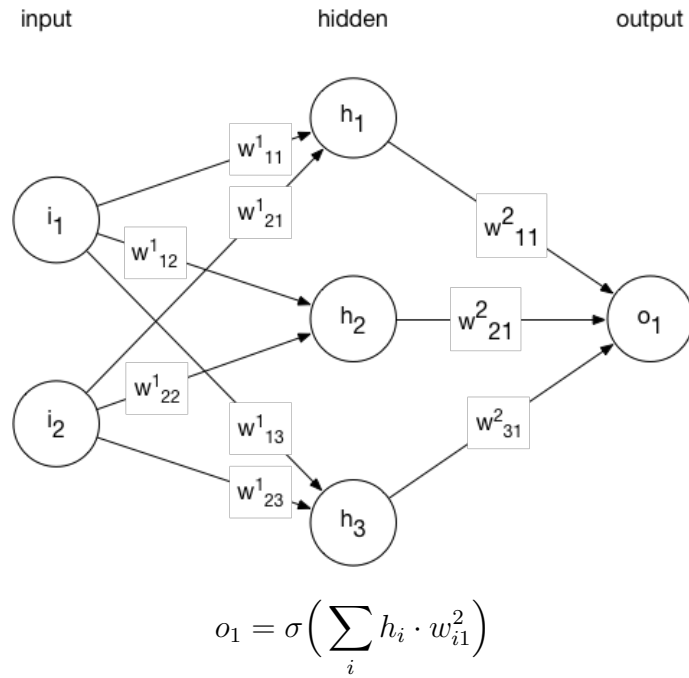 input hidden output
h₁
w¹₁₁
i₁
w¹₂₁
w²₁₁
w¹₁₂
h₂
w²₂₁
o₁
w¹₂₂
i₂
w¹₁₃
w²₃₁
w¹₂₃
h₃
o₁ = σ(∑ᵢ hᵢ · w²ᵢ₁)